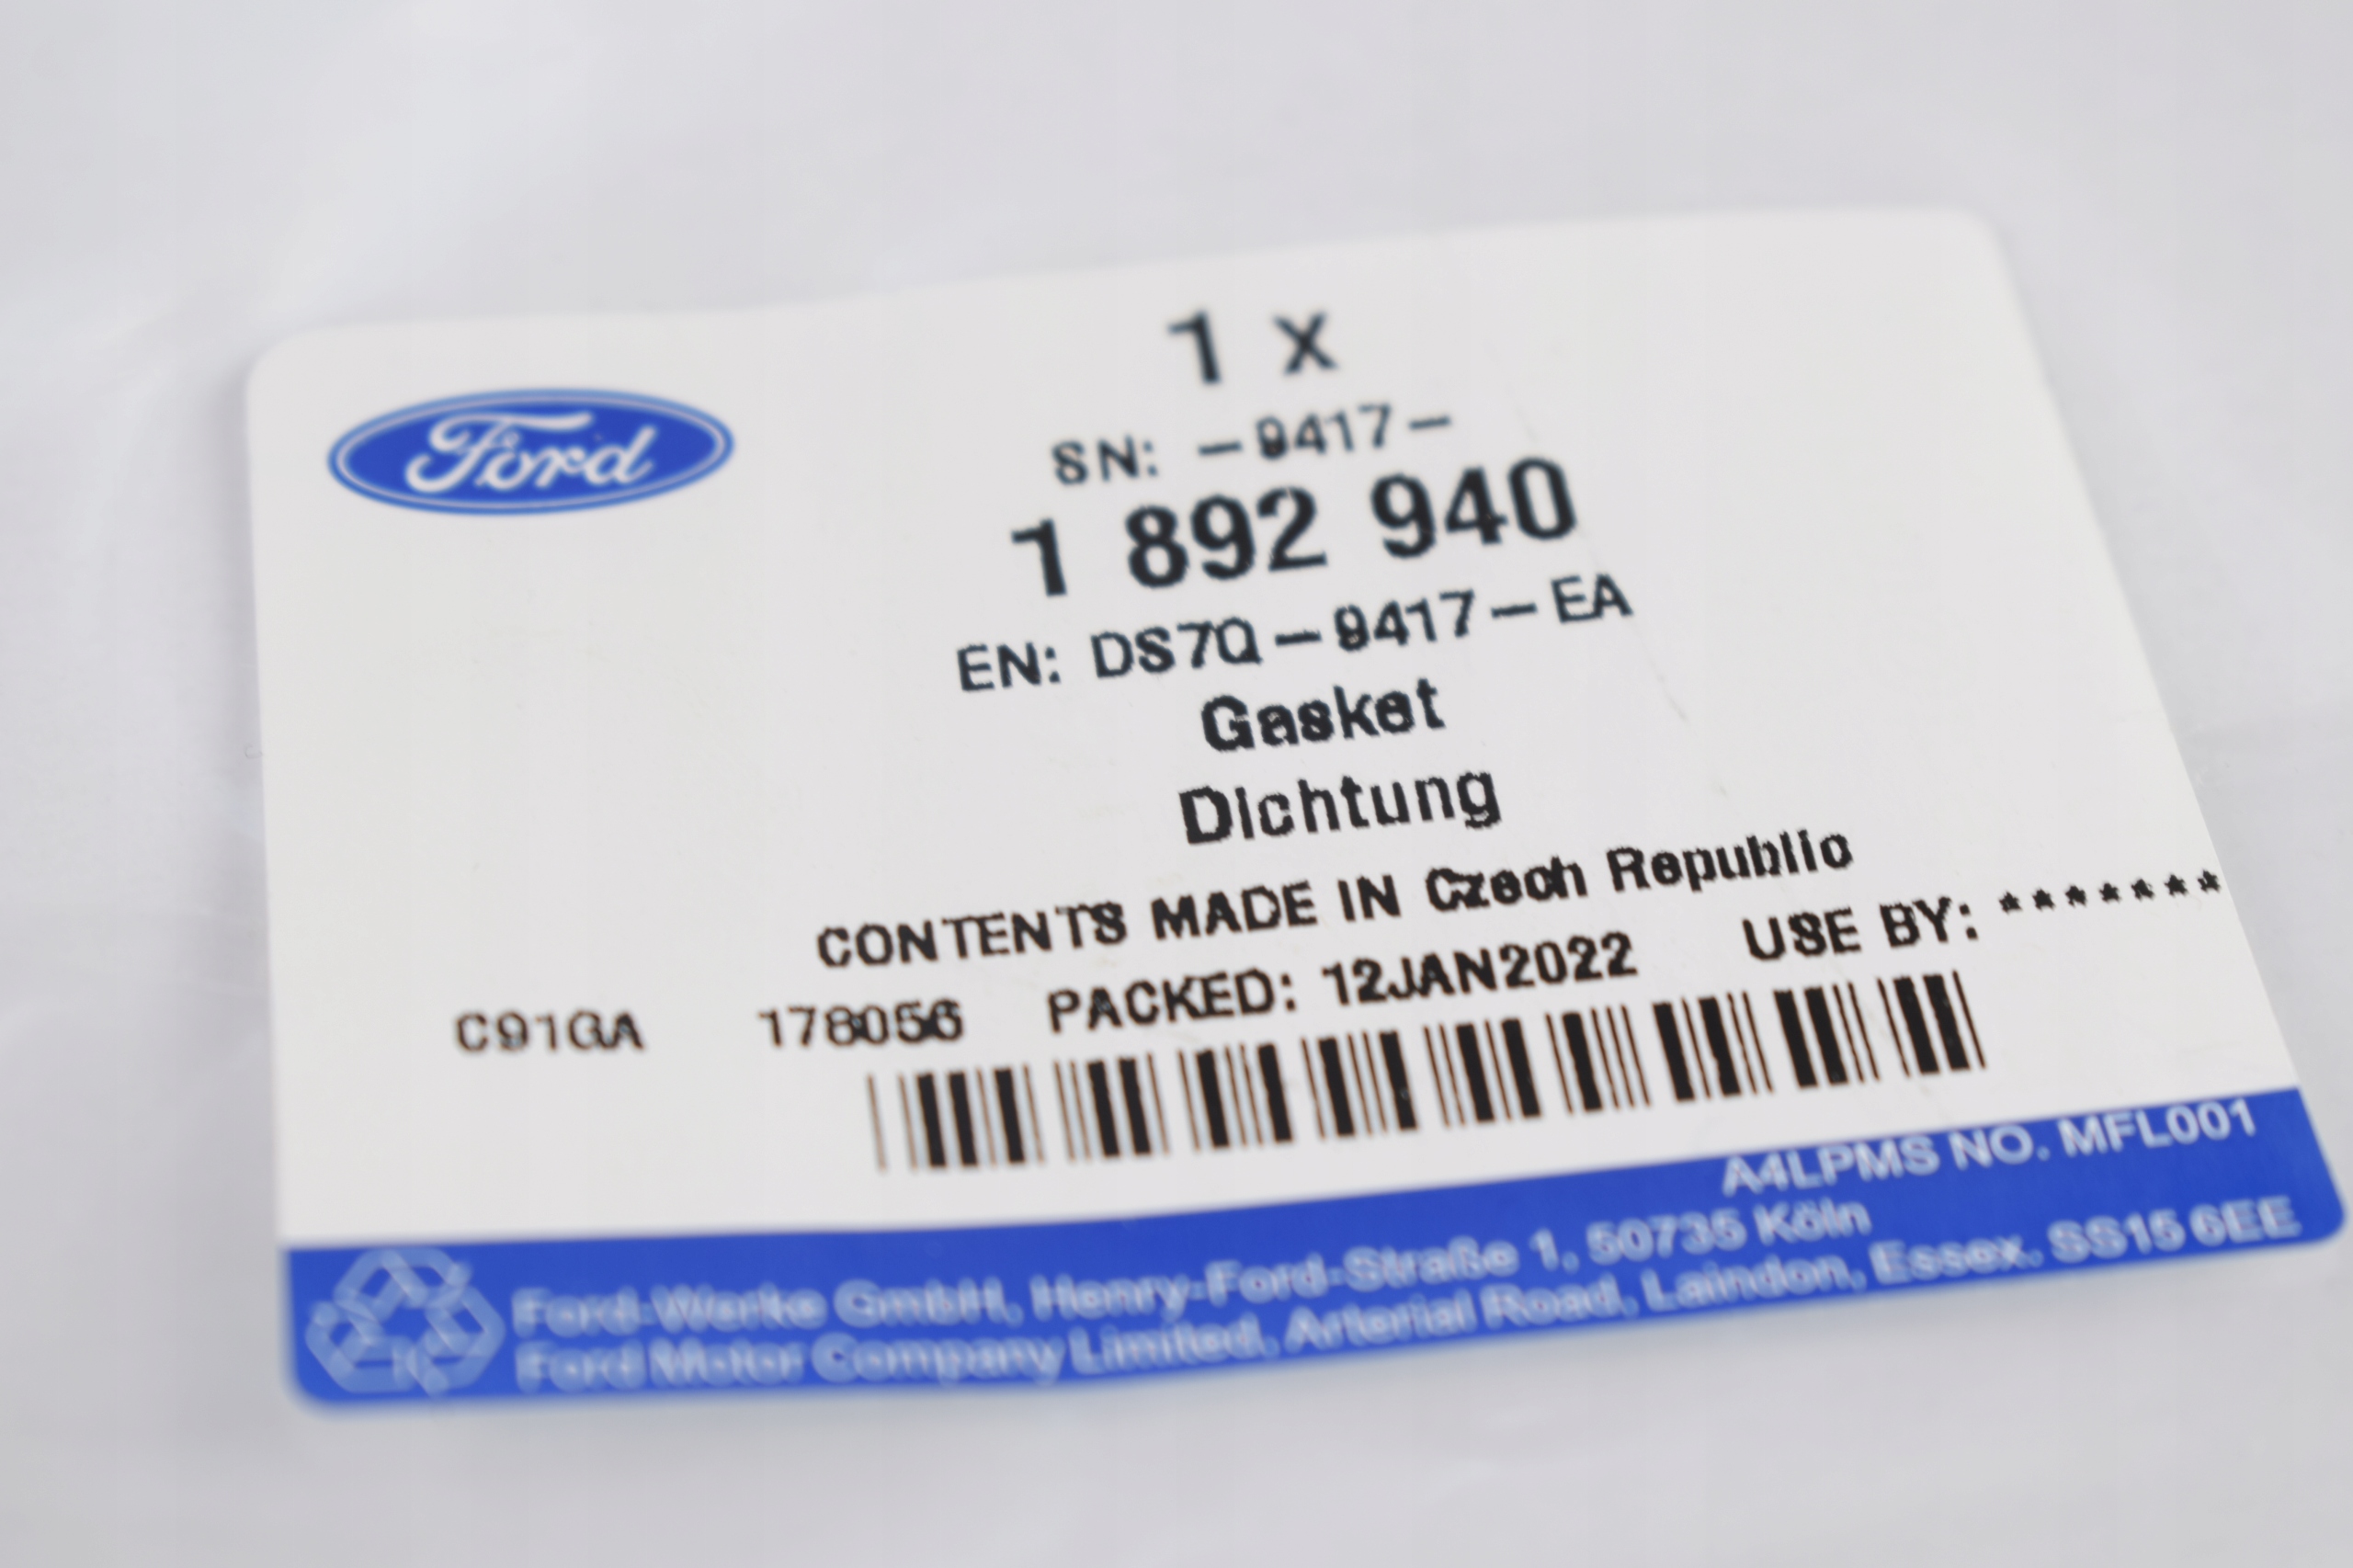 Ford
1 x
SN: -9417-
1 892 940
EN: DS7Q-9417-EA
Gasket
Dichtung
CONTENTS MADE IN Czech Republic
C91GA 178056 PACKED: 12JAN2022 USE BY: *******
A4LPMS NO. MFL001
Ford-Werke GmbH, Henry-Ford-Straße 1, 50735 Köln
Ford Motor Company Limited, Arterial Road, Laindon, Essex. SS15 6EE